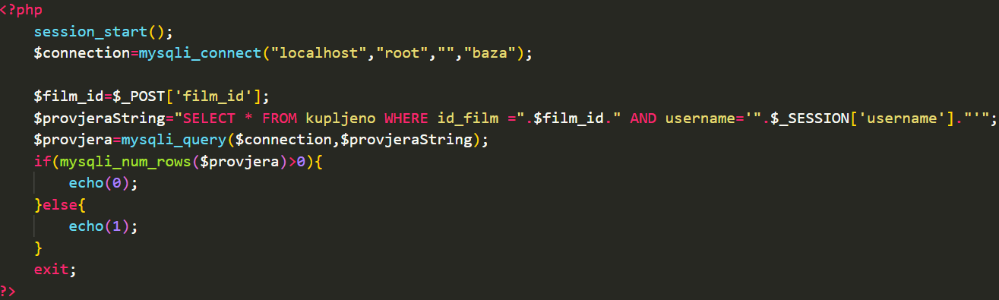 <?php
session_start();
$connection=mysqli_connect("localhost","root","","baza");
$film_id=$_POST['film_id'];
$provjeraString="SELECT * FROM kupljeno WHERE id_film =".$film_id." AND username='".$_SESSION['username']."'";
$provjera=mysqli_query($connection,$provjeraString);
if(mysqli_num_rows($provjera)>0){
echo(0);
}else{
echo(1);
}
exit;
?>